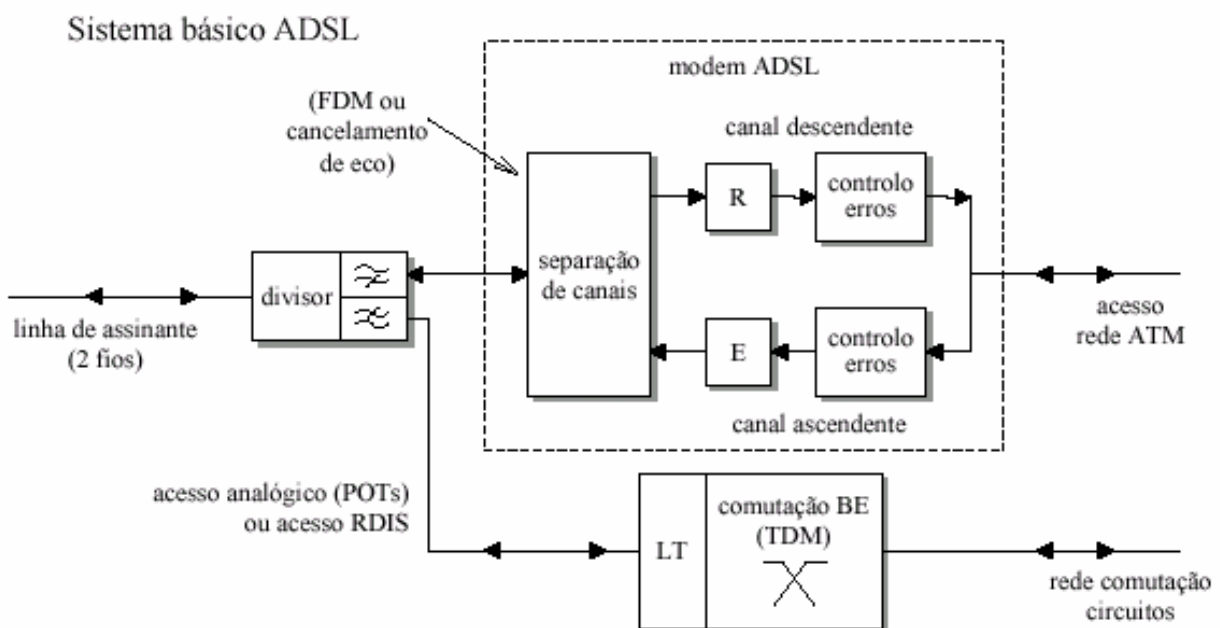 Sistema básico ADSL
modem ADSL
(FDM ou
cancelamento
de eco)
canal descendente
R
controlo
erros
separação
de canais
divisor
linha de assinante
(2 fios)
acesso
rede ATM
E
controlo
erros
canal ascendente
acesso analógico (POTs)
ou acesso RDIS
LT
comutação BE
(TDM)
rede comutação
circuitos